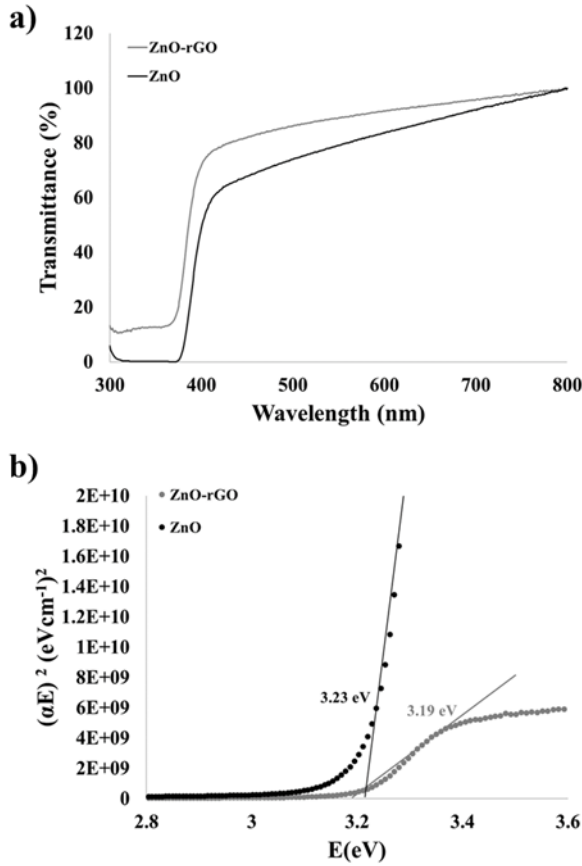 a)
120
100
80
60
40
20
0
Transmittance (%)
ZnO-rGO
ZnO
300 400 500 600 700 800
Wavelength (nm)
b)
2E+10
1.8E+10
1.6E+10
1.4E+10
1.2E+10
1E+10
8E+09
6E+09
4E+09
2E+09
0
(αE) ² (eVcm⁻¹)²
ZnO-rGO
ZnO
3.23 eV
3.19 eV
2.8 3 3.2 3.4 3.6
E(eV)